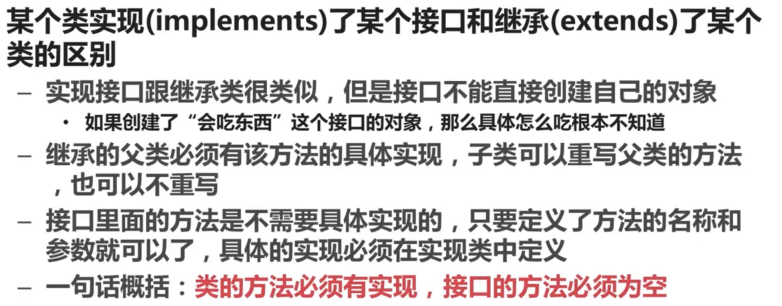 某个类实现(implements)了某个接口和继承(extends)了某个
类的区别
– 实现接口跟继承类很类似，但是接口不能直接创建自己的对象
• 如果创建了“会吃东西”这个接口的对象，那么具体怎么吃根本不知道
– 继承的父类必须有该方法的具体实现，子类可以重写父类的方法
，也可以不重写
– 接口里面的方法是不需要具体实现的，只要定义了方法的名称和
参数就可以了，具体的实现必须在实现类中定义
– 一句话概括：类的方法必须有实现，接口的方法必须为空